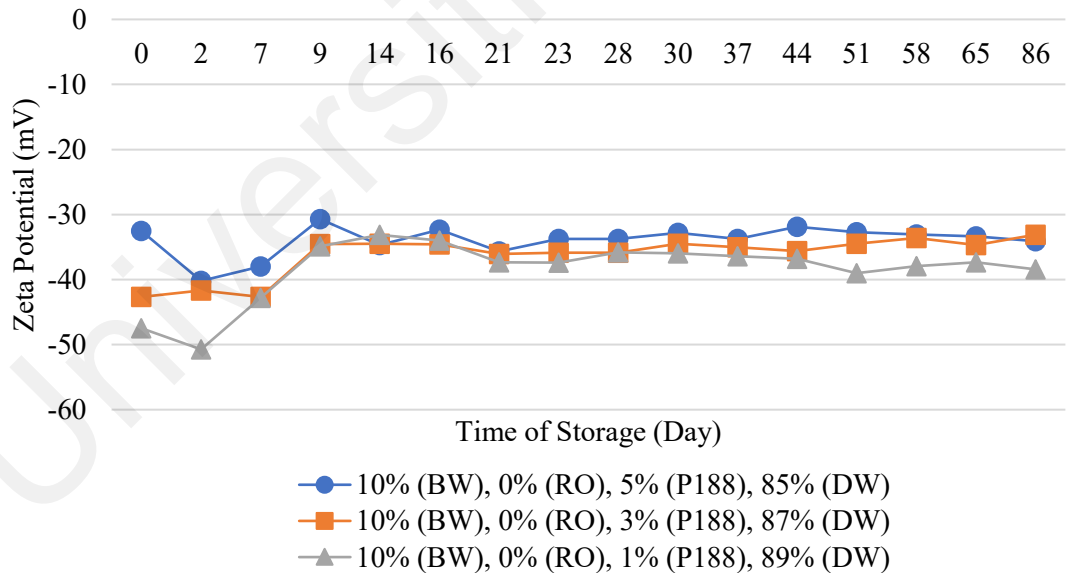 0
0 2 7 9 14 16 21 23 28 30 37 44 51 58 65 86
-10
-20
-30
-40
-50
-60
Zeta Potential (mV)
Time of Storage (Day)
10% (BW), 0% (RO), 5% (P188), 85% (DW)
10% (BW), 0% (RO), 3% (P188), 87% (DW)
10% (BW), 0% (RO), 1% (P188), 89% (DW)
Universiti